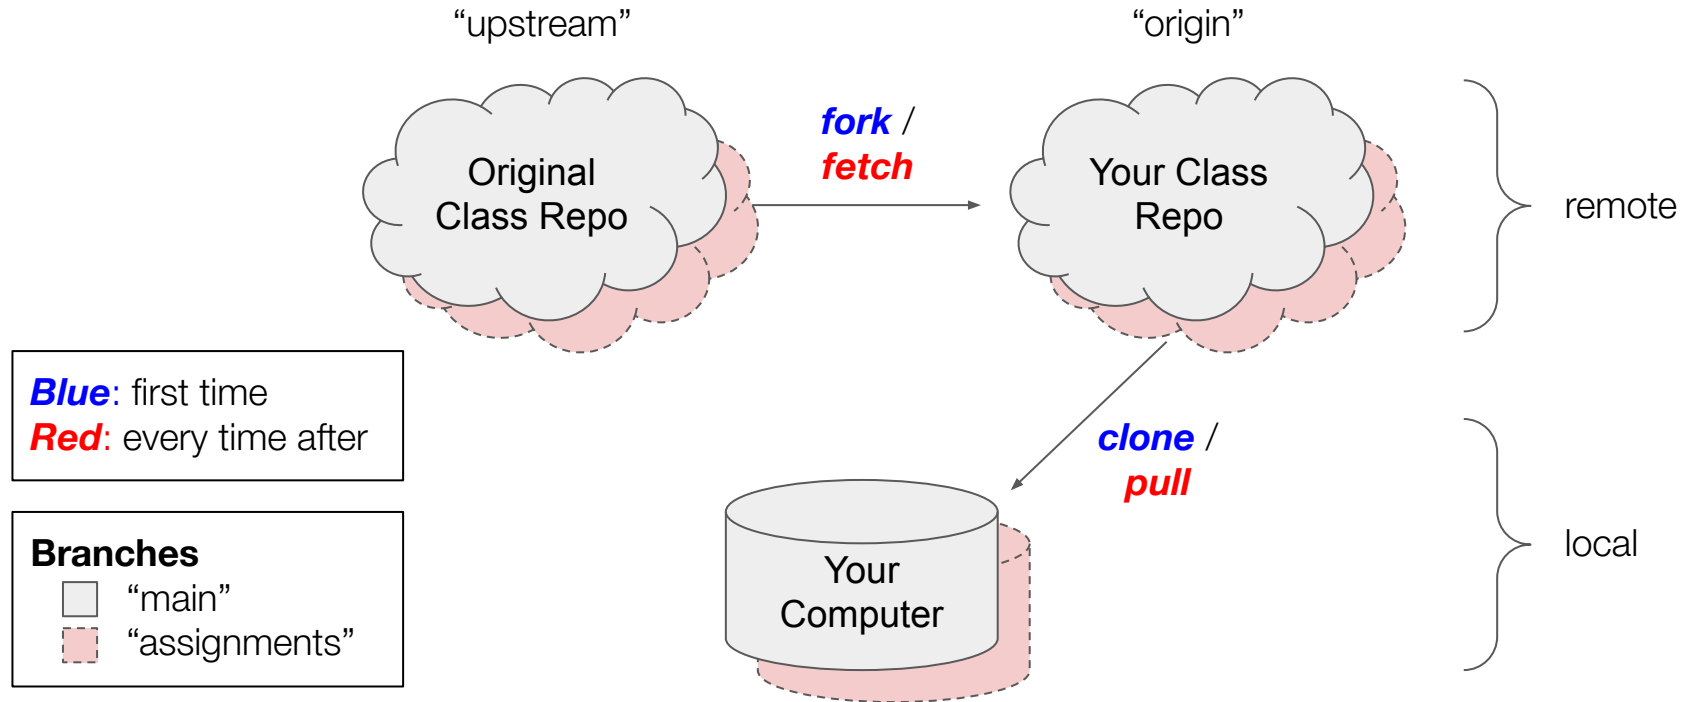 “upstream”
“origin”
fork /
fetch
Original
Class Repo
Your Class
Repo
remote
Blue: first time
Red: every time after
clone /
pull
Branches
“main”
“assignments”
Your
Computer
local